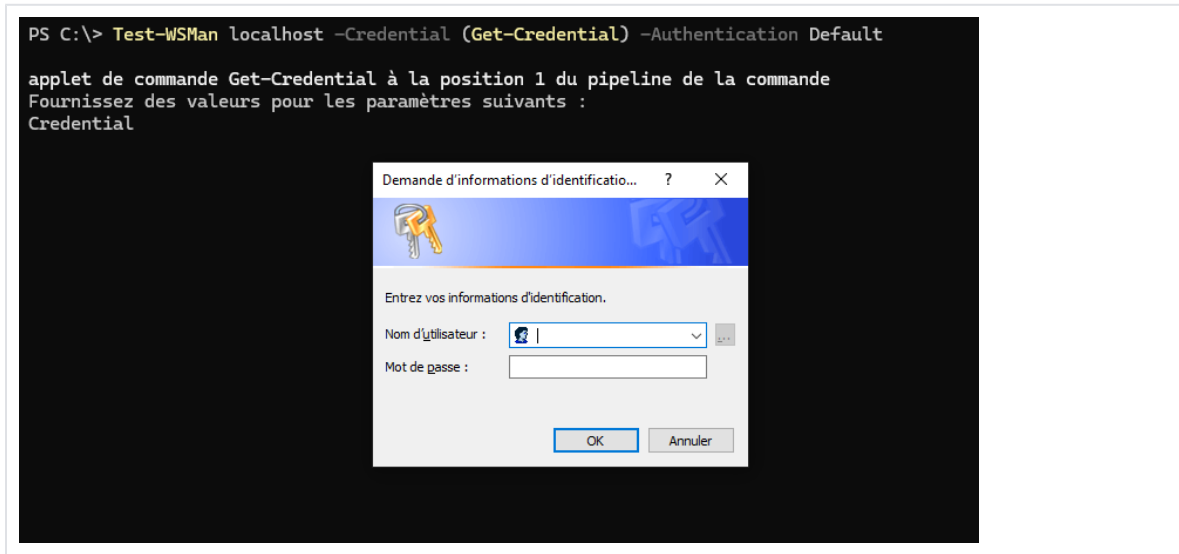 PS C:\> Test-WSMan localhost -Credential (Get-Credential) -Authentication Default
applet de commande Get-Credential à la position 1 du pipeline de la commande
Fournissez des valeurs pour les paramètres suivants :
Credential
Demande d'informations d'identificatio... ? ×
Entrez vos informations d'identification.
Nom d'utilisateur :
...
Mot de passe :
OK Annuler